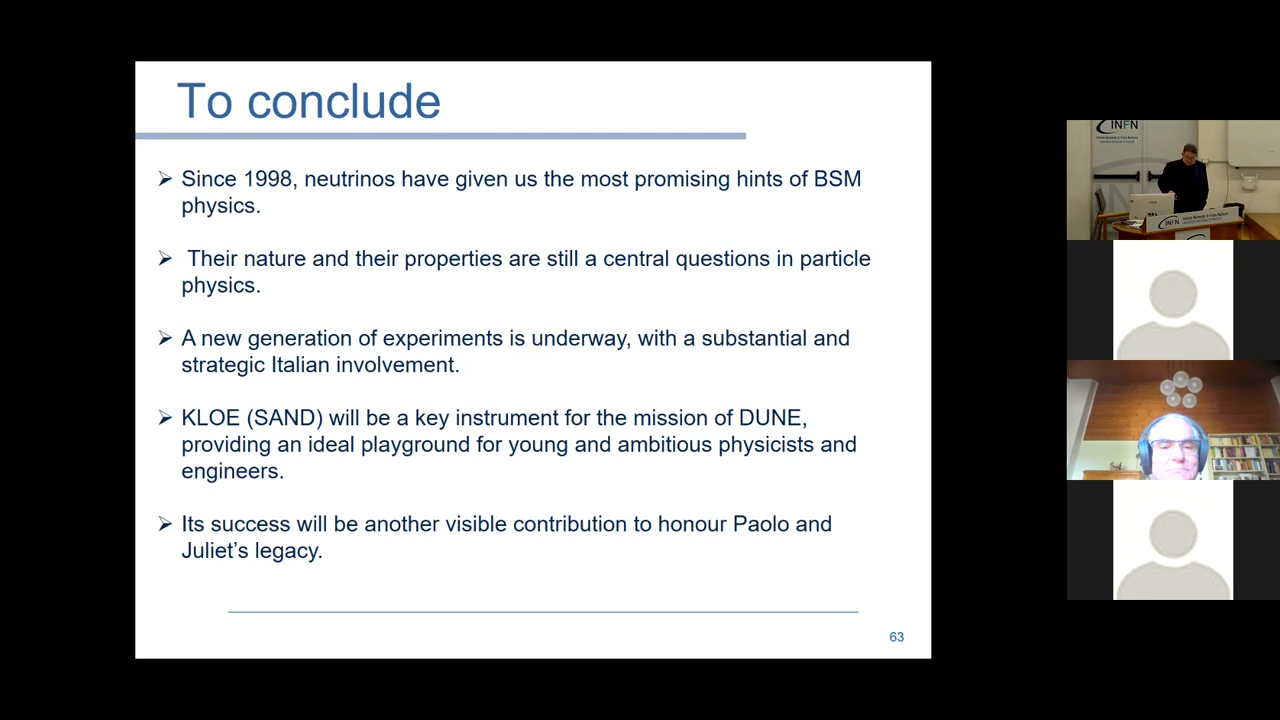 To conclude
➢ Since 1998, neutrinos have given us the most promising hints of BSM
physics.
➢ Their nature and their properties are still a central questions in particle
physics.
➢ A new generation of experiments is underway, with a substantial and
strategic Italian involvement.
➢ KLOE (SAND) will be a key instrument for the mission of DUNE,
providing an ideal playground for young and ambitious physicists and
engineers.
➢ Its success will be another visible contribution to honour Paolo and
Juliet's legacy.
63
INFN
INFN